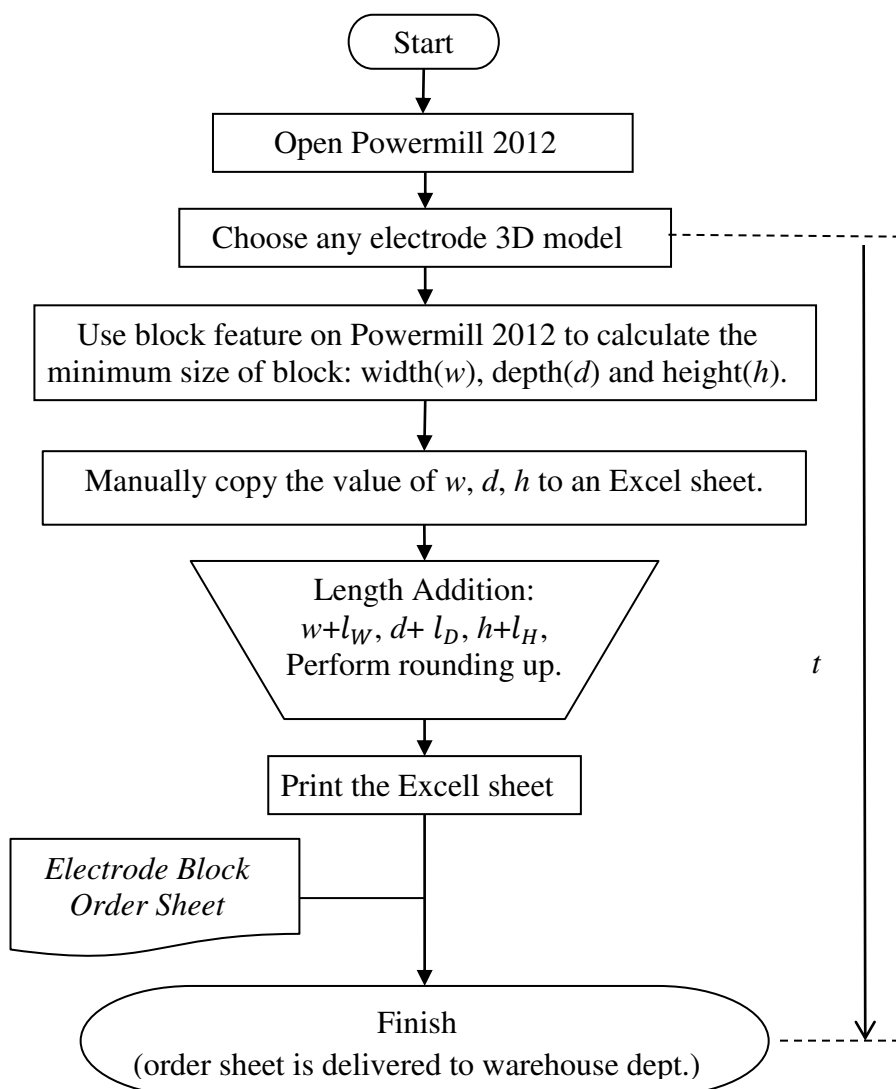 Start
Open Powermill 2012
Choose any electrode 3D model
Use block feature on Powermill 2012 to calculate the
minimum size of block: width(w), depth(d) and height(h).
Manually copy the value of w, d, h to an Excel sheet.
Length Addition:
w+l_W, d+ l_D, h+l_H,
Perform rounding up.
t
Print the Excell sheet
Electrode Block
Order Sheet
Finish
(order sheet is delivered to warehouse dept.)